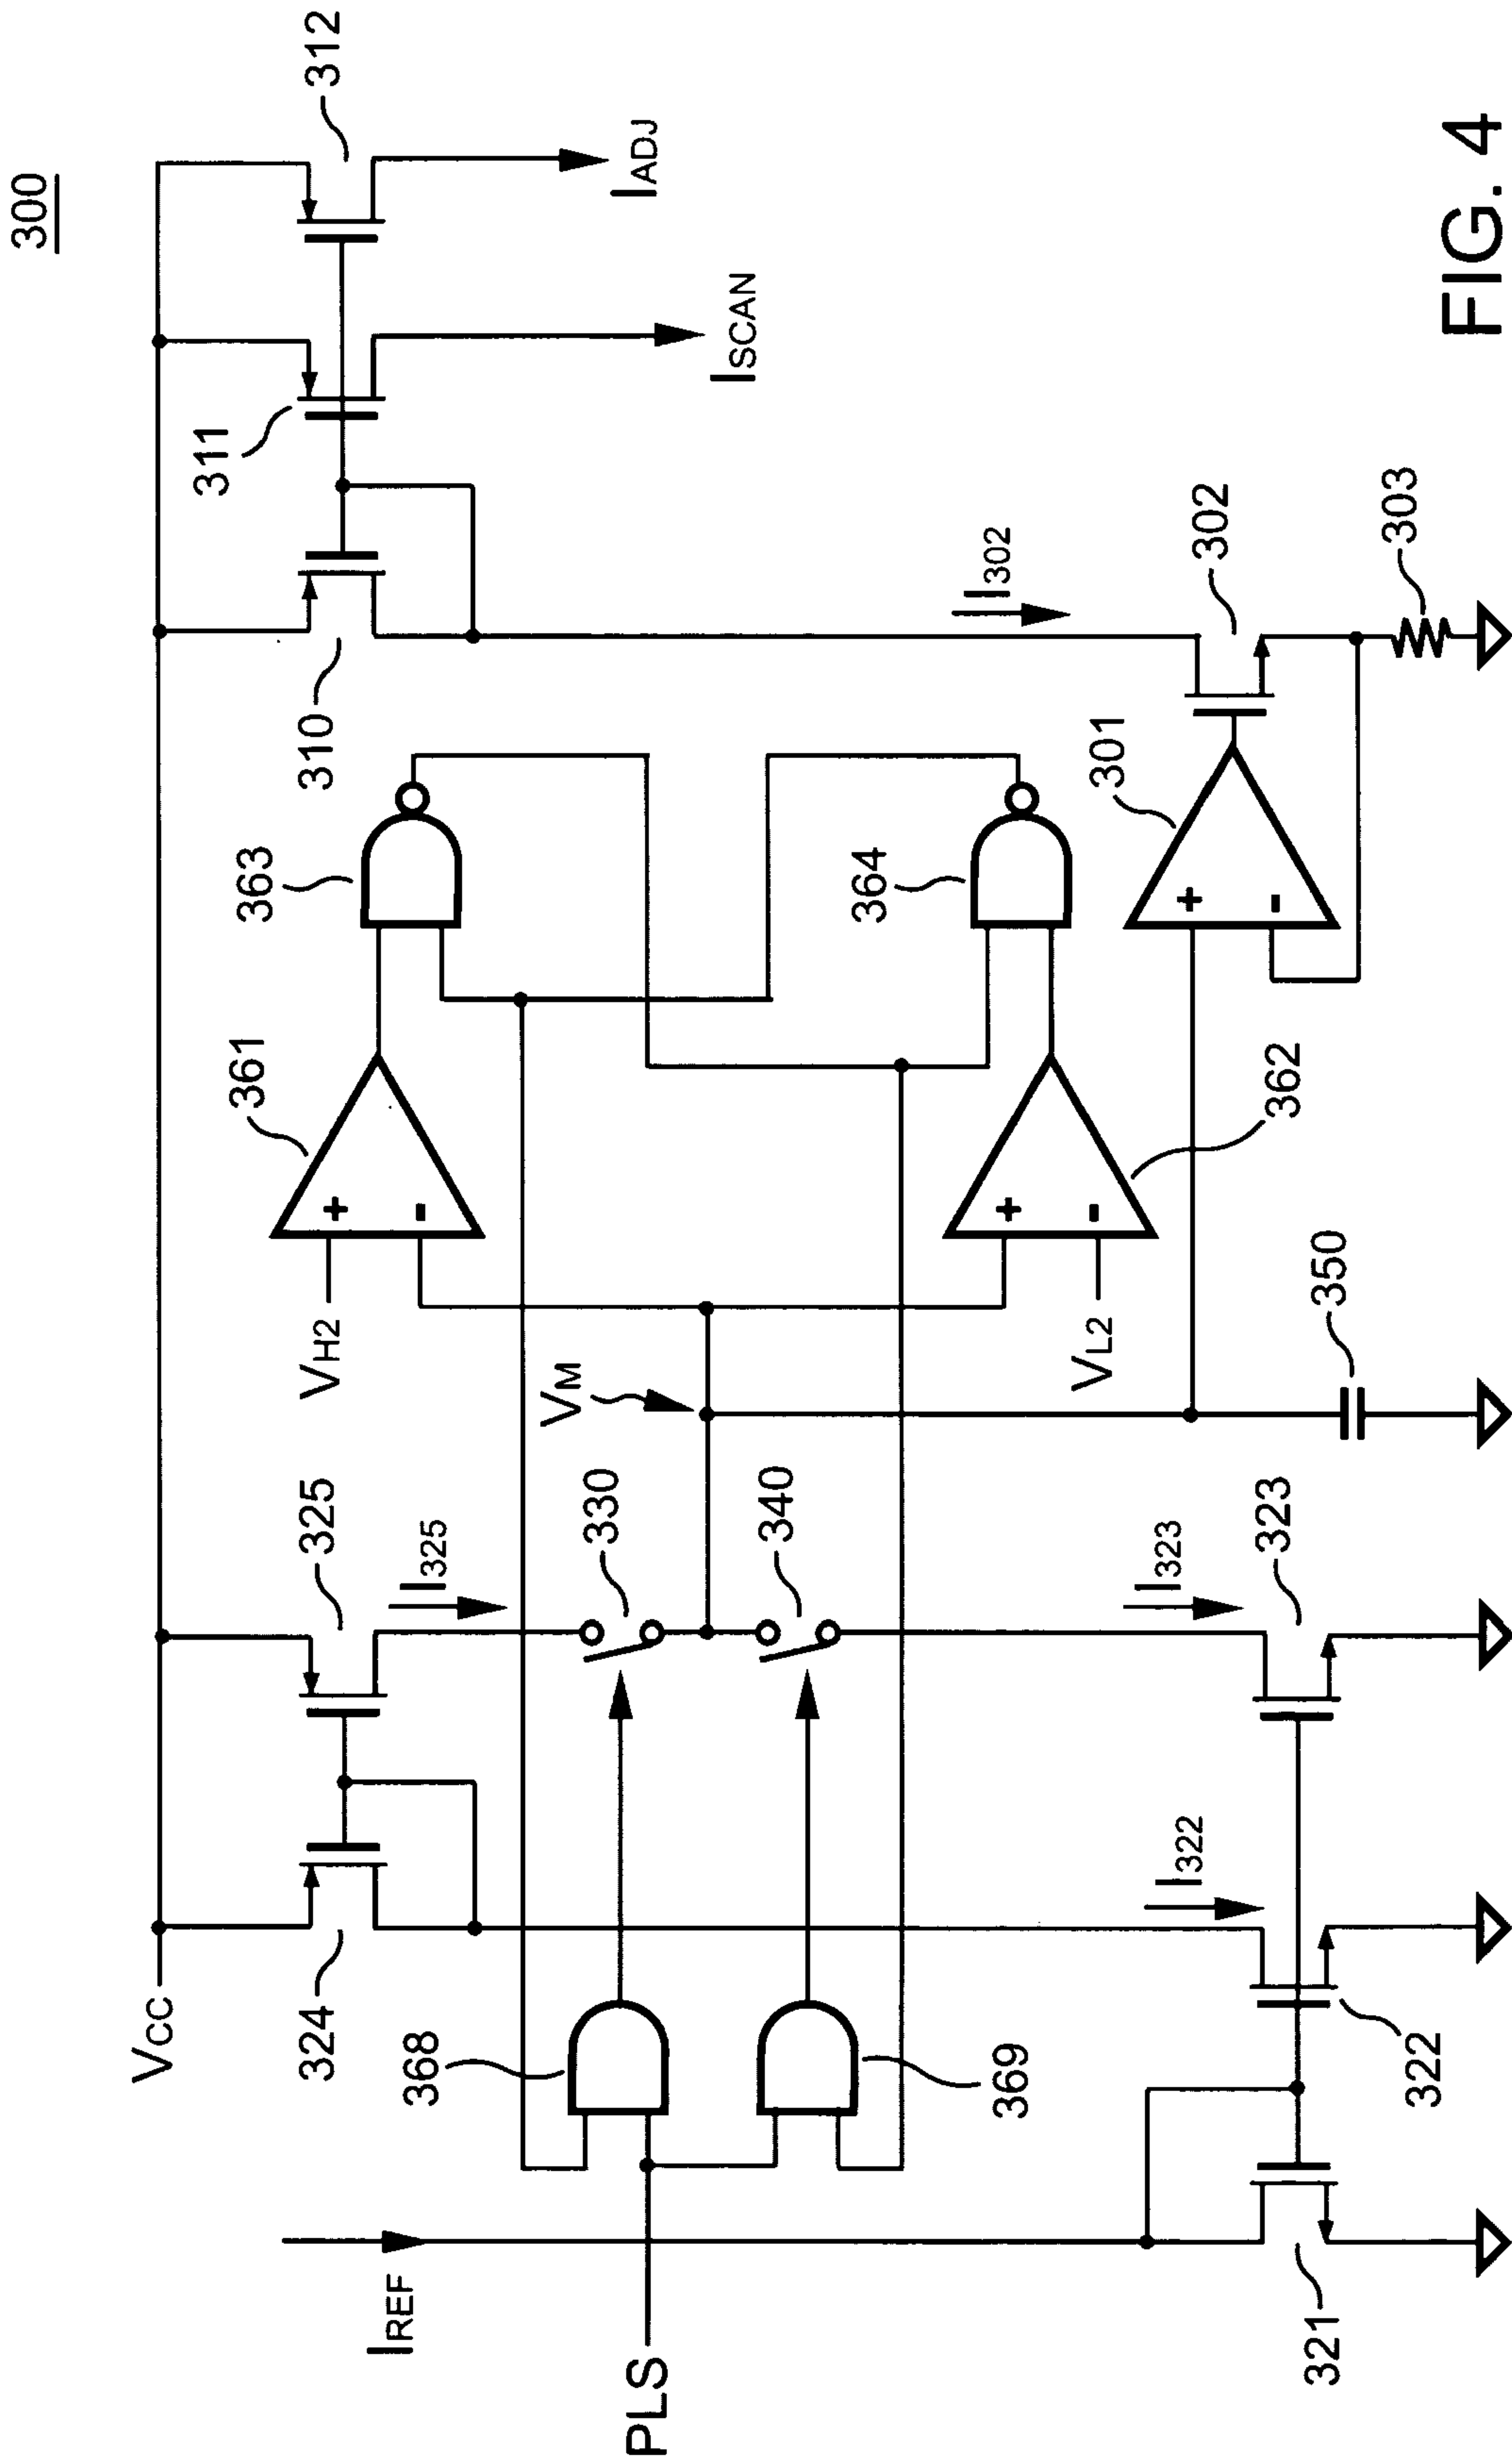 300
VCC
324
325
I325
310
311
312
IADJ
ISCAN
VH2
361
363
368
330
VM
340
369
IREF
PLS
VL2
362
364
301
I302
302
303
I322
I323
321
322
323
350
FIG. 4